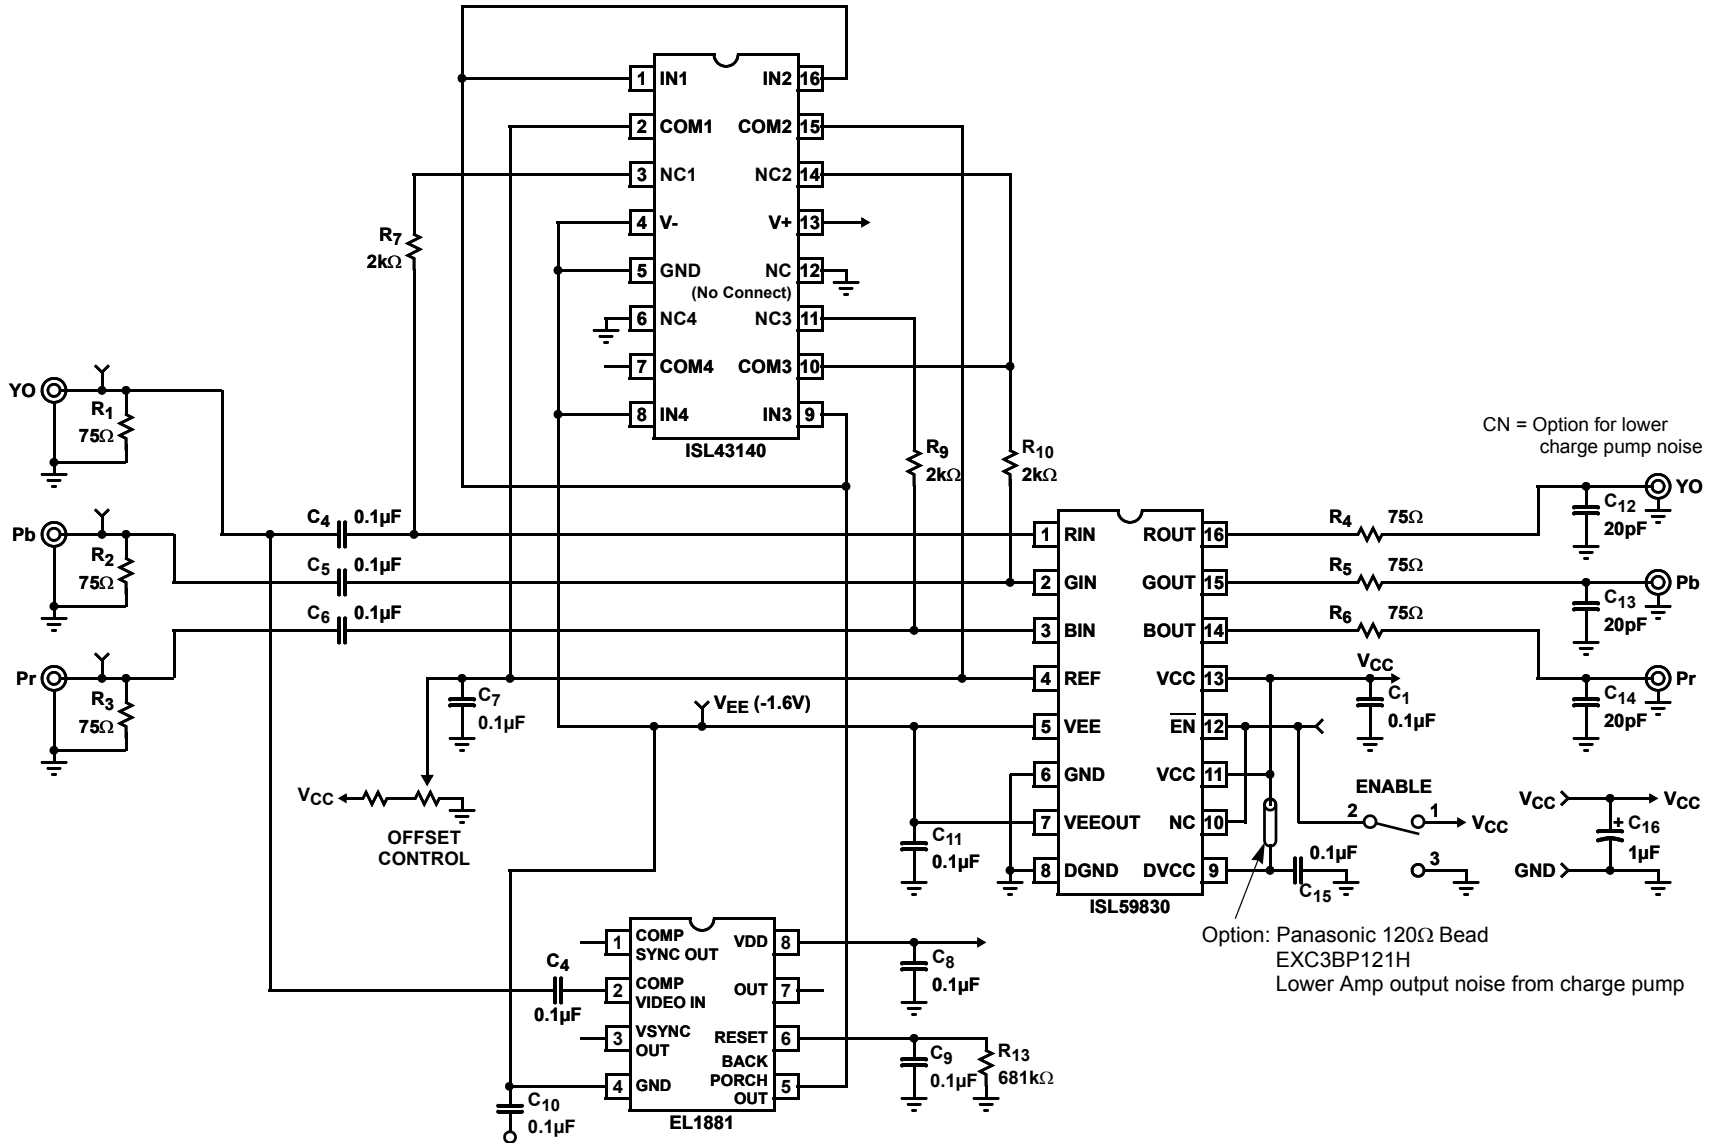 1 IN1 IN2 16
2 COM1 COM2 15
3 NC1 NC2 14
4 V- V+ 13
5 GND NC 12
(No Connect)
6 NC4 NC3 11
7 COM4 COM3 10
8 IN4 IN3 9
ISL43140
R7
2kΩ
R9
2kΩ
R10
2kΩ
YO
R1
75Ω
Pb
R2
75Ω
Pr
R3
75Ω
C4 0.1µF
C5 0.1µF
C6 0.1µF
C7
0.1µF
VEE (-1.6V)
VCC
OFFSET
CONTROL
C11
0.1µF
1 RIN ROUT 16
2 GIN GOUT 15
3 BIN BOUT 14
4 REF VCC 13
5 VEE EN 12
6 GND VCC 11
7 VEEOUT NC 10
8 DGND DVCC 9
ISL59830
CN = Option for lower
charge pump noise
R4 75Ω
R5 75Ω
R6 75Ω
YO
C12
20pF
Pb
C13
20pF
Pr
C14
20pF
VCC
C1
0.1µF
ENABLE
2 1 VCC
3
0.1µF
C15
VCC VCC
+ C16
1µF
GND
Option: Panasonic 120Ω Bead
EXC3BP121H
Lower Amp output noise from charge pump
1 COMP SYNC OUT VDD 8
2 COMP VIDEO IN OUT 7
3 VSYNC OUT RESET 6
4 GND BACK PORCH OUT 5
EL1881
C4
0.1µF
C8
0.1µF
C9
0.1µF
R13
681kΩ
C10
0.1µF